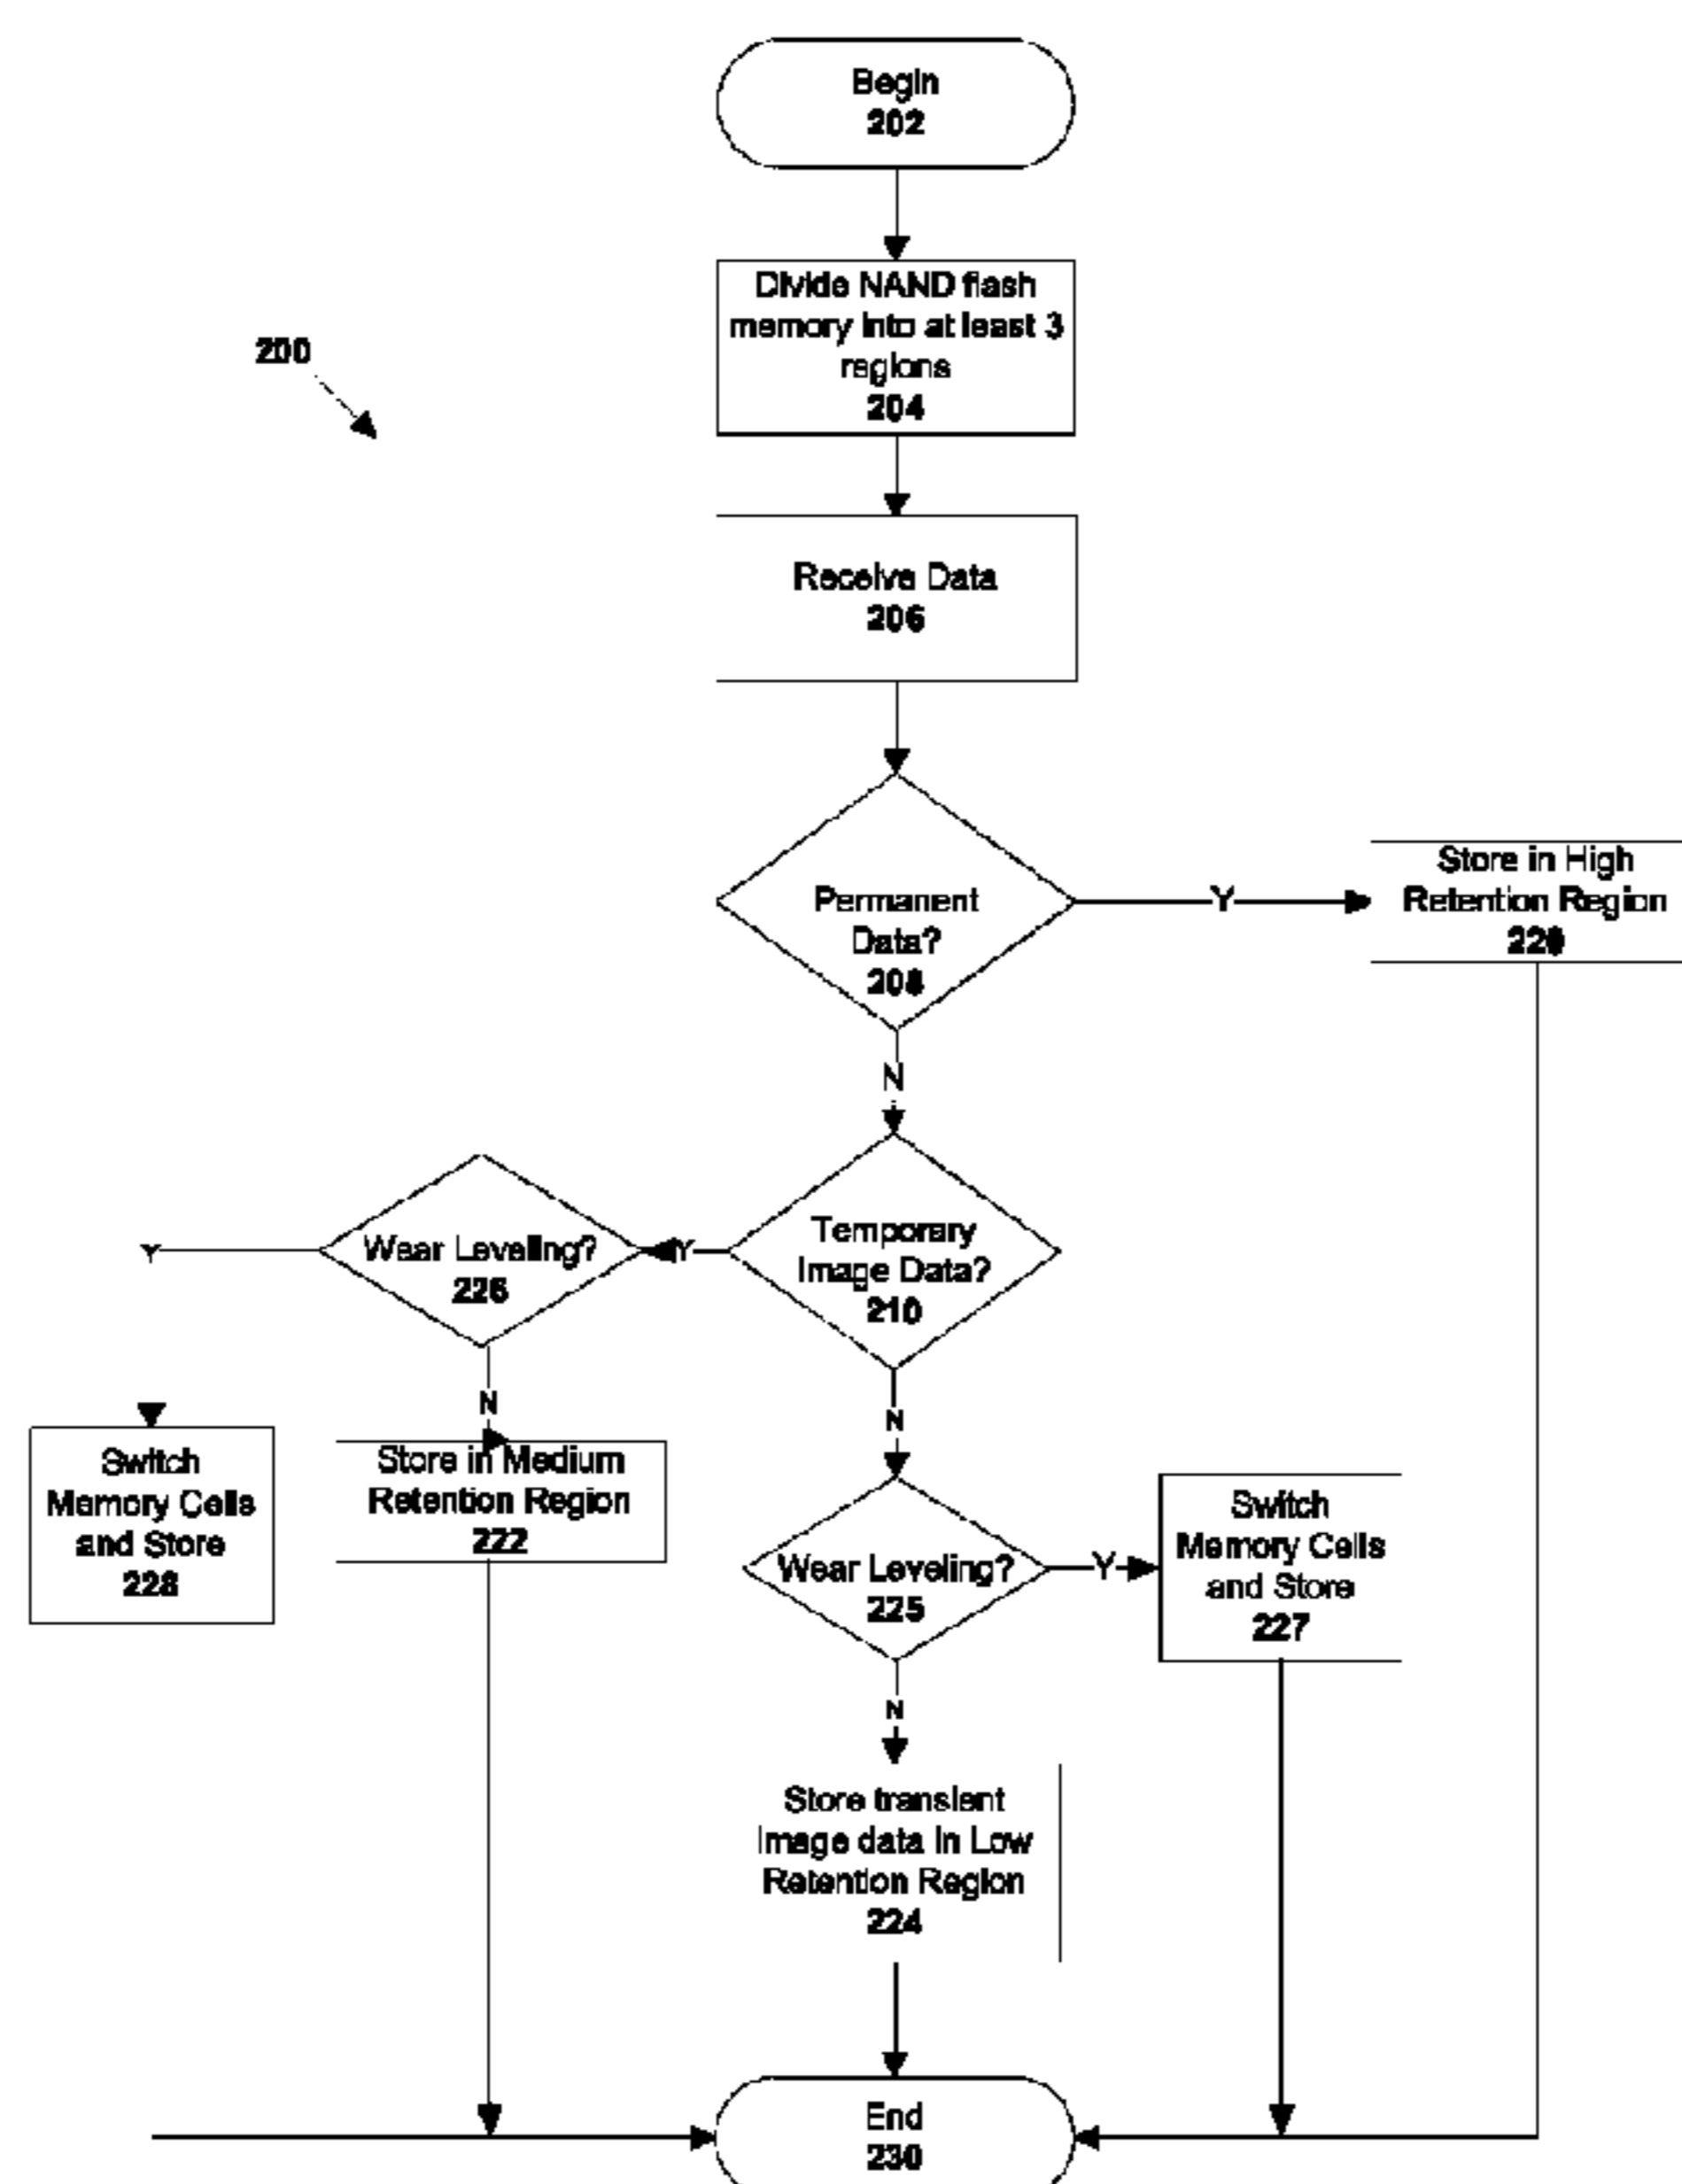 Begin
202
Divide NAND flash
memory into at least 3
regions
204
200
Receive Data
206
Permanent
Data?
208
Y
Store in High
Retention Region
220
N
Temporary
Image Data?
210
Y
Wear Leveling?
226
Y
N
N
Switch
Memory Cells
and Store
228
Store in Medium
Retention Region
222
Wear Leveling?
225
Y
Switch
Memory Cells
and Store
227
N
Store transient
image data in Low
Retention Region
224
End
230